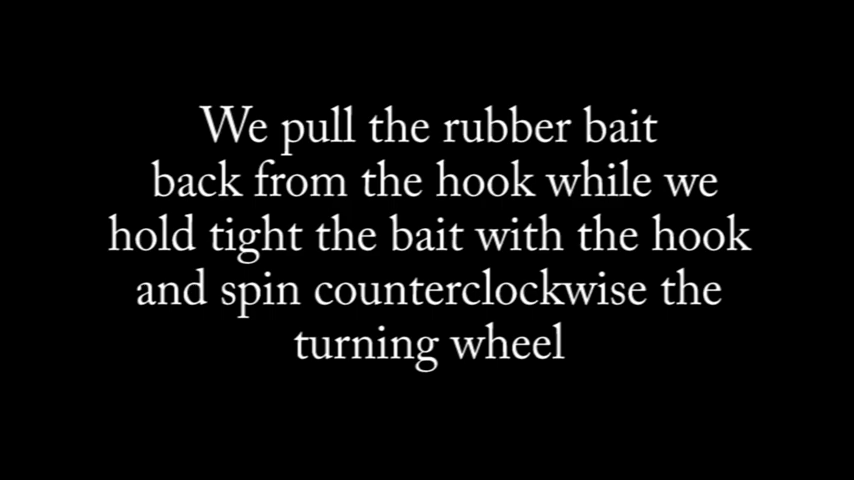 We pull the rubber bait
back from the hook while we
hold tight the bait with the hook
and spin counterclockwise the
turning wheel